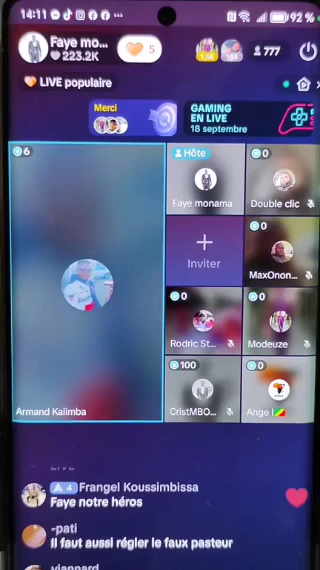 14:11
92 %
Faye mo...
223.2K
5
1.5K
777
LIVE populaire
Merci
GAMING
EN LIVE
18 septembre
6
Hôte
Faye monama
0
Double clic
Inviter
0
MaxOnon...
0
Rodric St...
0
Modeuze
Armand Kalimba
100
CristMBO...
0
Ange
4 Frangel Koussimbissa
Faye notre héros
-pati
Il faut aussi régler le faux pasteur
viannard